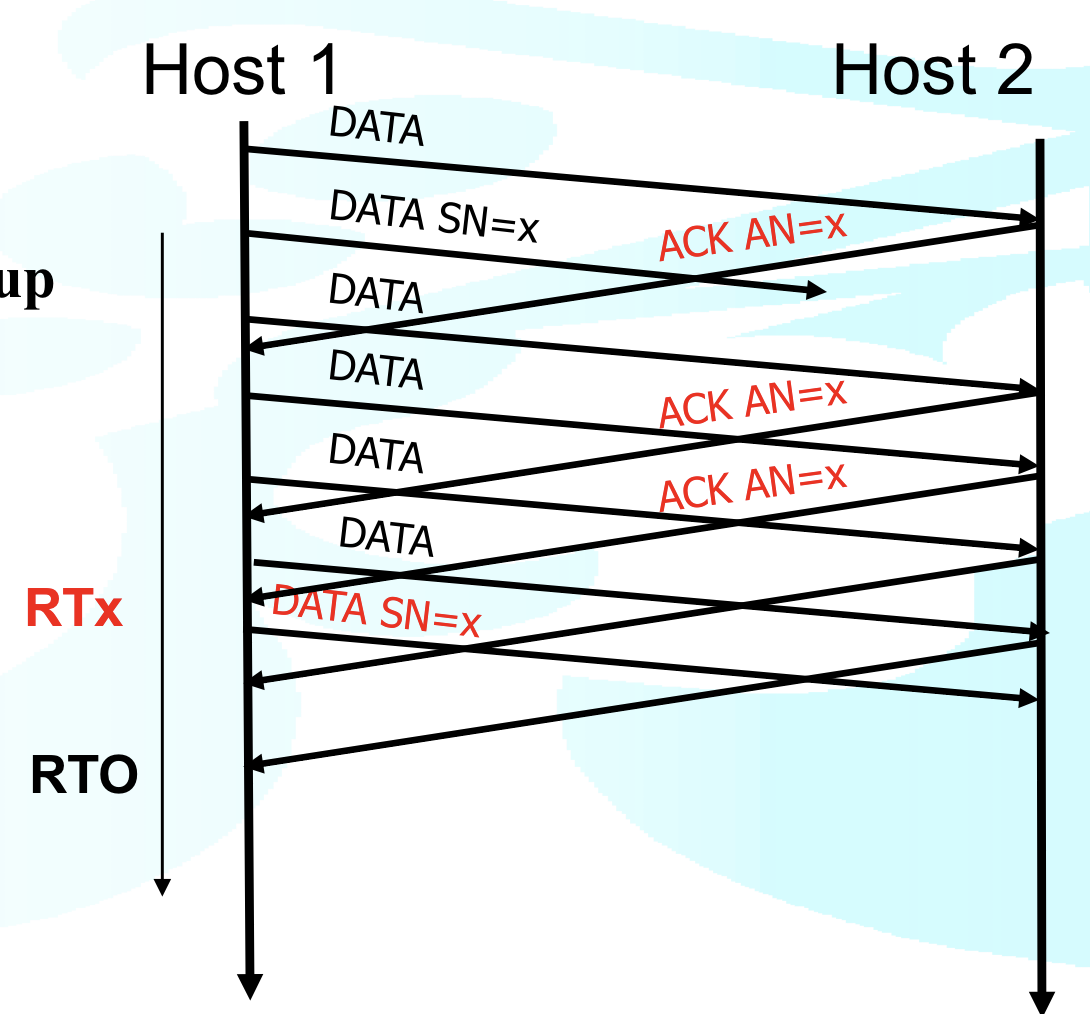 Host 1
Host 2
DATA
DATA SN=x
ACK AN=x
up
DATA
DATA
ACK AN=x
DATA
ACK AN=x
DATA
RTx
DATA SN=x
RTO